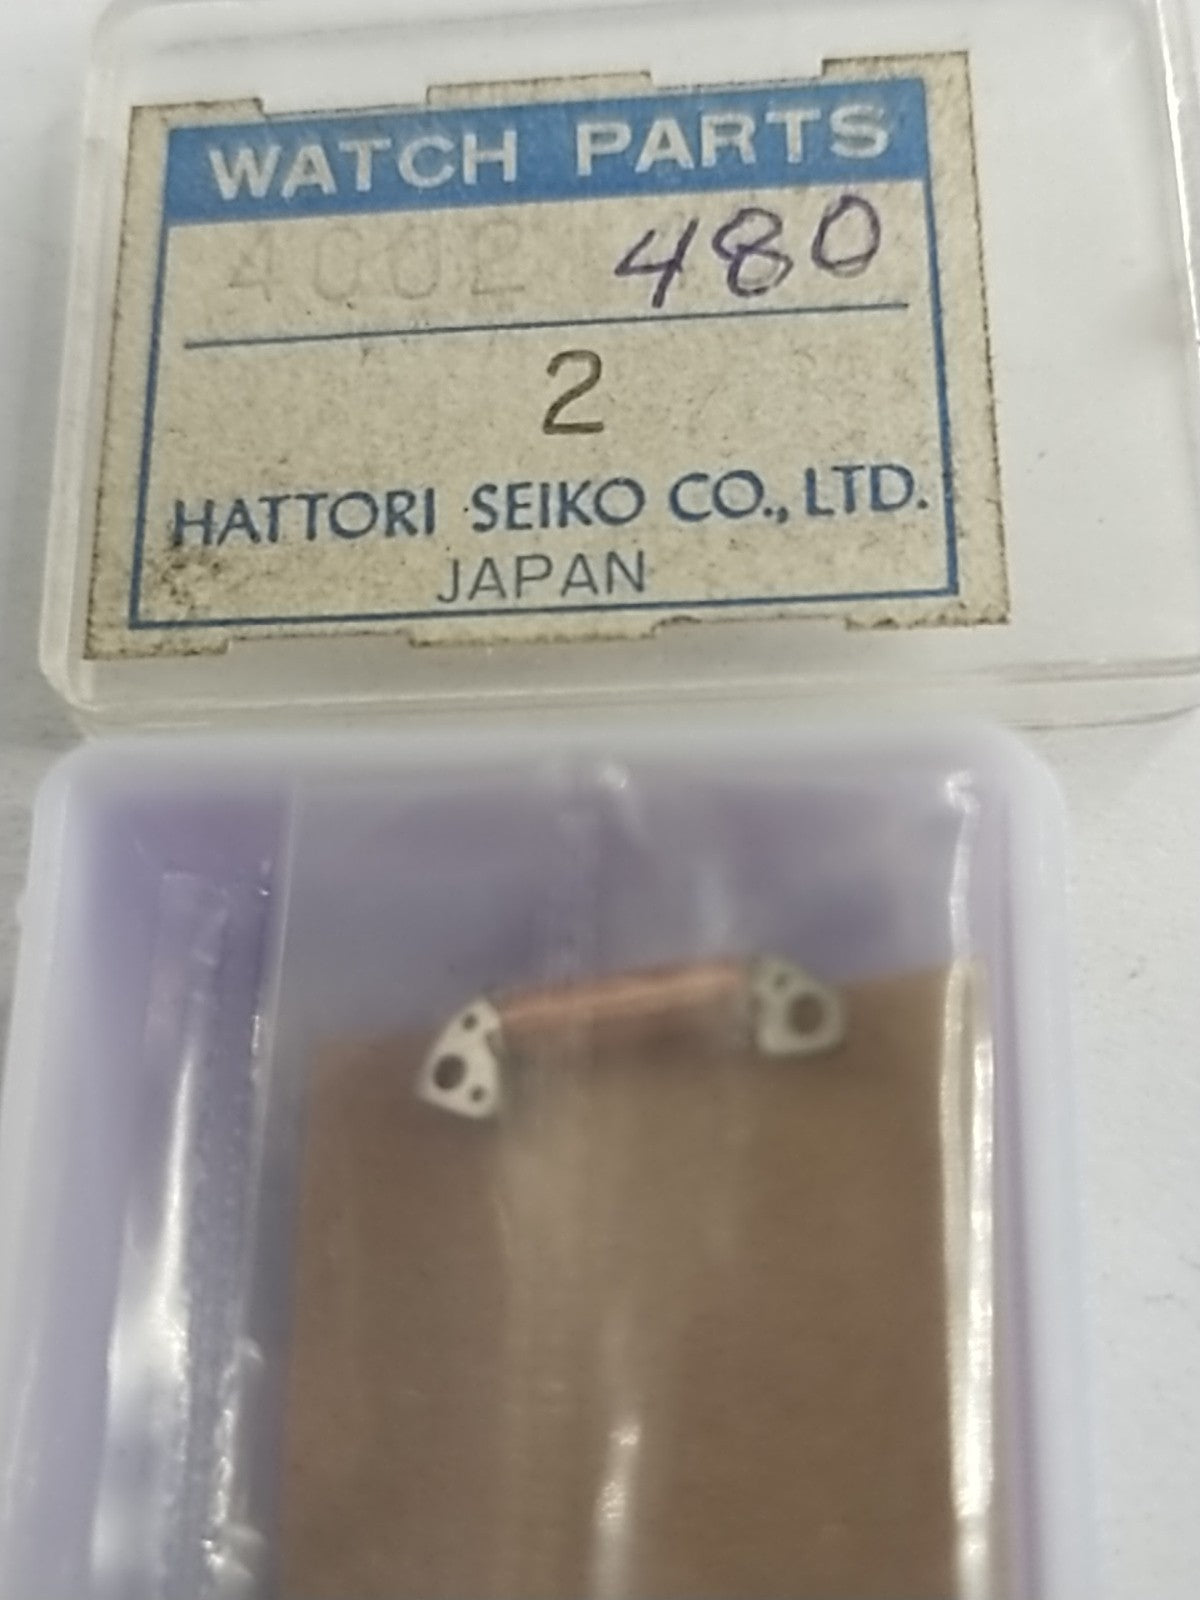 WATCH PARTS
4002 480
2
HATTORI SEIKO CO., LTD.
JAPAN